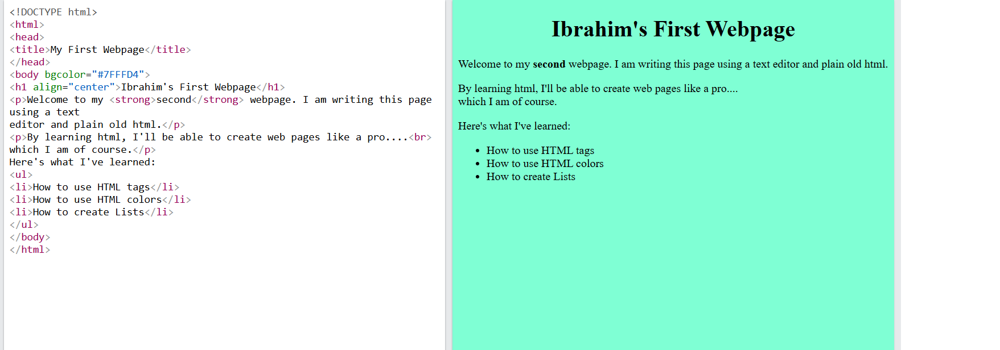 <!DOCTYPE html>
<html>
<head>
<title>My First Webpage</title>
</head>
<body bgcolor="#7FFFD4">
<h1 align="center">Ibrahim's First Webpage</h1>
<p>Welcome to my <strong>second</strong> webpage. I am writing this page
using a text
editor and plain old html.</p>
<p>By learning html, I'll be able to create web pages like a pro....<br>
which I am of course.</p>
Here's what I've learned:
<ul>
<li>How to use HTML tags</li>
<li>How to use HTML colors</li>
<li>How to create Lists</li>
</ul>
</body>
</html>
Ibrahim's First Webpage
Welcome to my second webpage. I am writing this page using a text editor and plain old html.
By learning html, I'll be able to create web pages like a pro....
which I am of course.
Here's what I've learned:
• How to use HTML tags
• How to use HTML colors
• How to create Lists